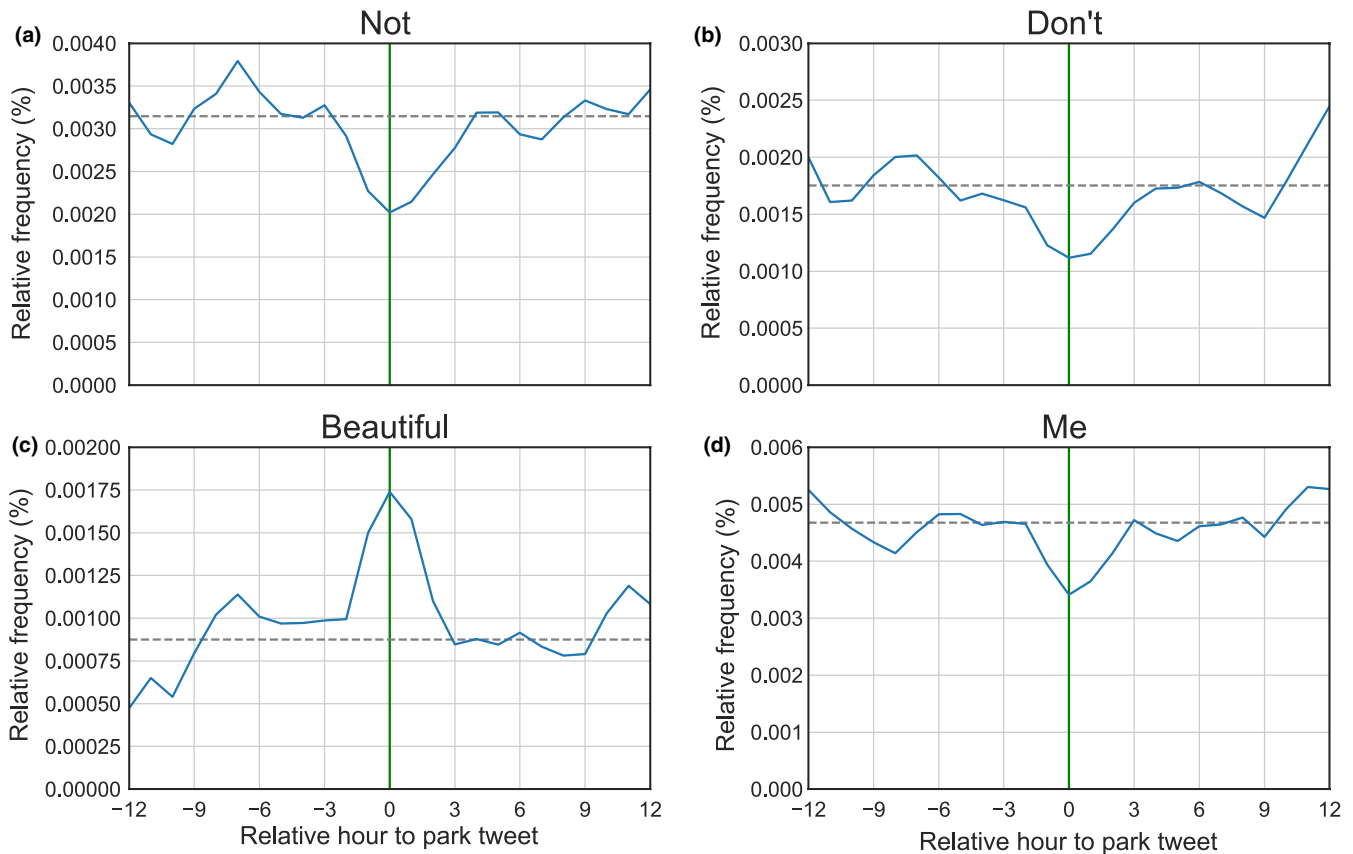 (a) Not
Relative frequency (%)
0.0040
0.0035
0.0030
0.0025
0.0020
0.0015
0.0010
0.0005
0.0000
(b) Don't
Relative frequency (%)
0.0030
0.0025
0.0020
0.0015
0.0010
0.0005
0.0000
(c) Beautiful
Relative frequency (%)
0.00200
0.00175
0.00150
0.00125
0.00100
0.00075
0.00050
0.00025
0.00000
−12 −9 −6 −3 0 3 6 9 12
Relative hour to park tweet
(d) Me
Relative frequency (%)
0.006
0.005
0.004
0.003
0.002
0.001
0.000
−12 −9 −6 −3 0 3 6 9 12
Relative hour to park tweet